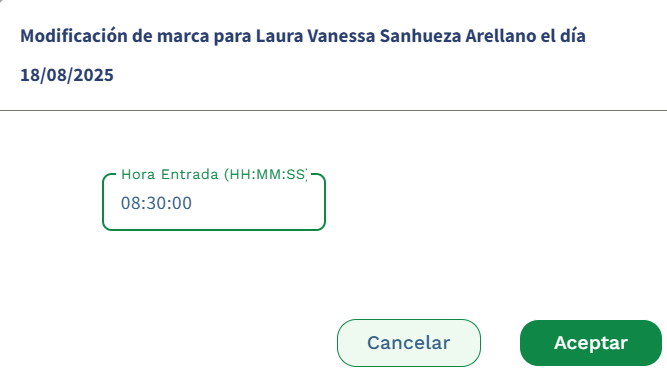 Modificación de marca para Laura Vanessa Sanhueza Arellano el día
18/08/2025
Hora Entrada (HH:MM:SS)
08:30:00
Cancelar
Aceptar